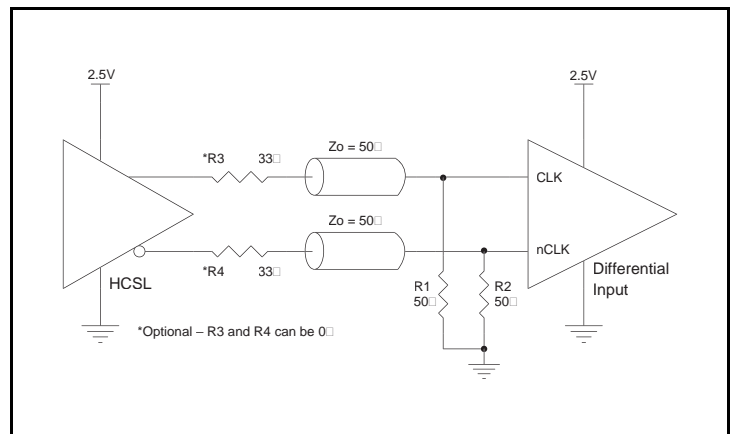 2.5V
2.5V
*R3 33□
Zo = 50□
CLK
Zo = 50□
nCLK
*R4 33□
HCSL
R1
50□
R2
50□
Differential
Input
*Optional – R3 and R4 can be 0□